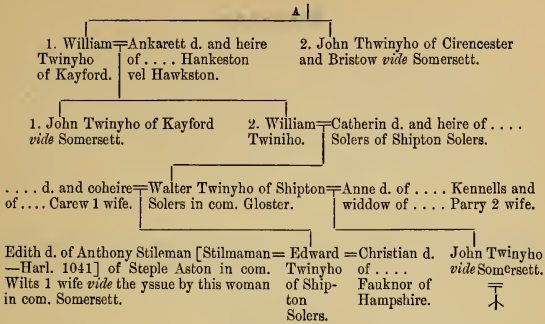 A
1. William Twinyho of Kayford.
Ankarett d. and heire of . . . . Hankeston vel Hawkston.
2. John Thwinyho of Cirencester and Bristow vide Somersett.
1. John Twinyho of Kayford vide Somersett.
2. William Twiniho.
Catherin d. and heire of . . . . Solers of Shipton Solers.
. . . . d. and coheire of . . . . Carew 1 wife.
Walter Twinyho of Shipton Solers in com. Gloster.
Anne d. of . . . . Kennells and widdow of . . . . Parry 2 wife.
Edith d. of Anthony Stileman [Stilmaman
—Harl. 1041] of Steple Aston in com.
Wilts 1 wife vide the yssue by this woman
in com. Somersett.
Edward
Twinyho
of Ship-
ton
Solers.
Christian d.
of . . . .
Fauknor of
Hampshire.
John Twinyho
vide Somersett.